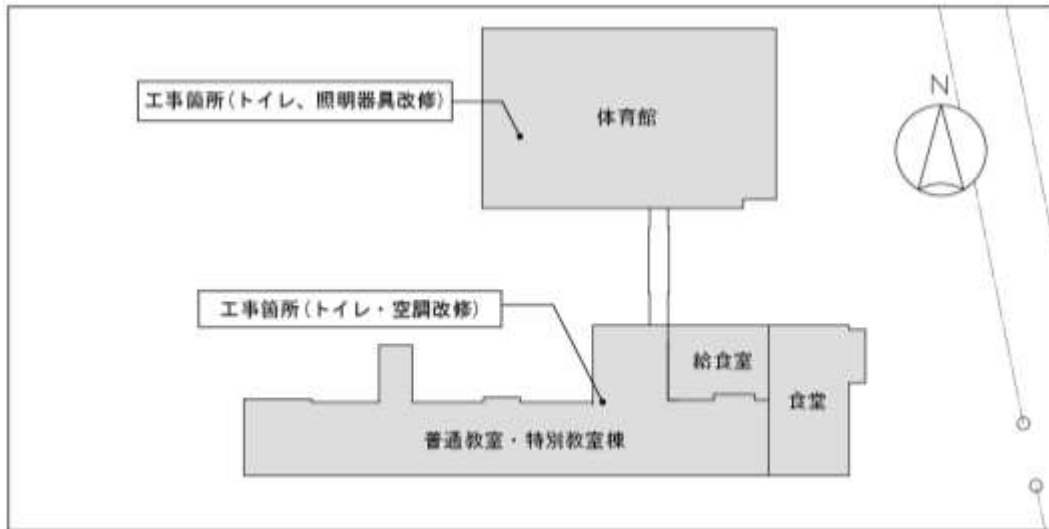 N
工事箇所(トイレ、照明器具改修)
体育館
工事箇所(トイレ・空調改修)
給食室
食堂
普通教室・特別教室棟